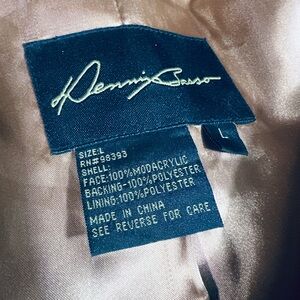 Dennis Basso
L
SIZE:L
RN#98393
SHELL:
FACE:100%MODACRYLIC
BACKING-100%POLYESTER
LINING:100%POLYESTER
MADE IN CHINA
SEE REVERSE FOR CARE